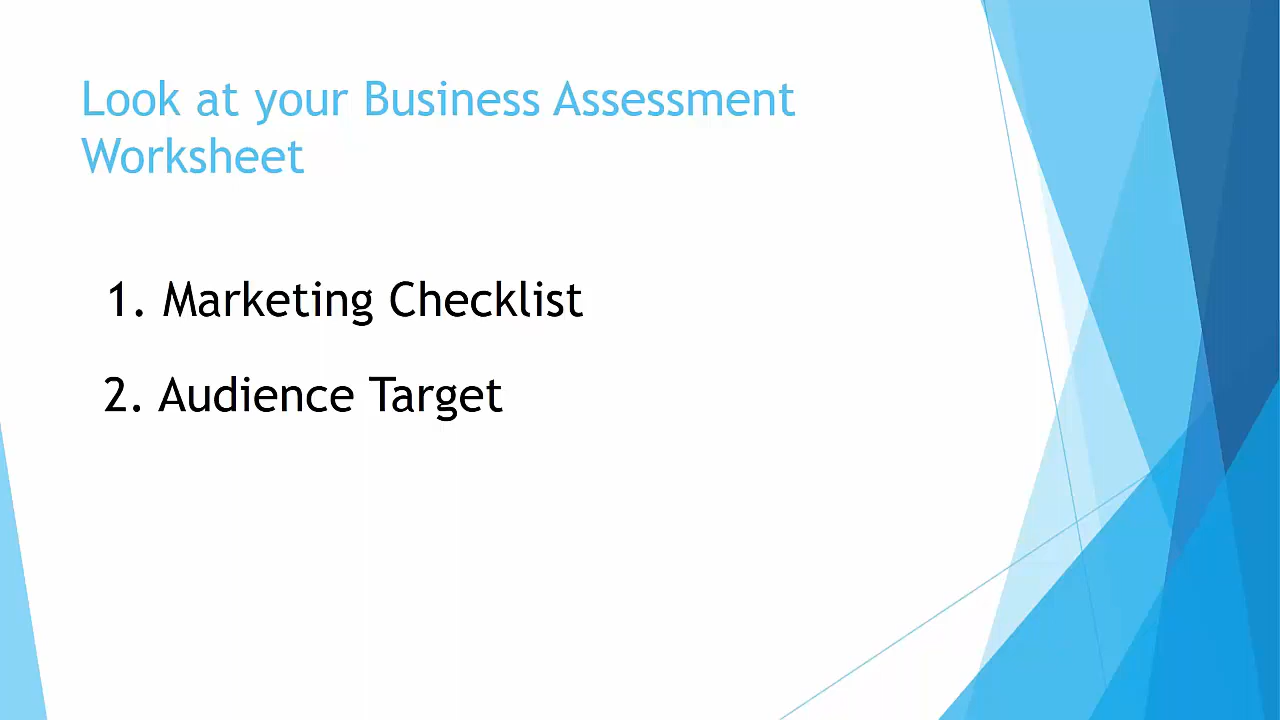 Look at your Business Assessment
Worksheet
1. Marketing Checklist
2. Audience Target